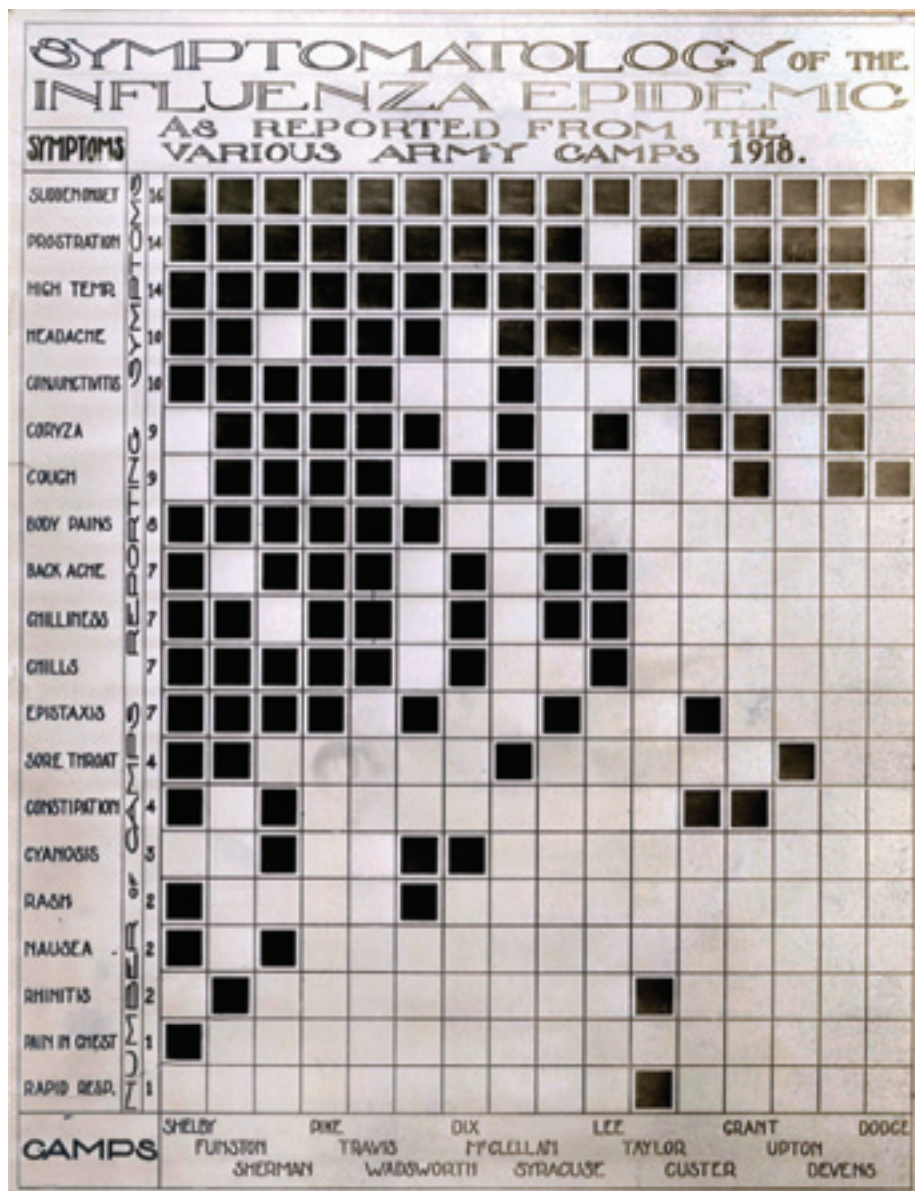 SYMPTOMATOLOGY OF THE
INFLUENZA EPIDEMIC
AS REPORTED FROM THE
VARIOUS ARMY CAMPS 1918.
SYMPTOMS
NUMBER OF CAMPS REPORTING SYMPTOMS
SUDDEN ONSET 16
PROSTRATION 14
HIGH TEMP. 14
HEADACHE 10
CONJUNCTIVITIS 10
CORYZA 9
COUGH 9
BODY PAINS 8
BACK ACHE 7
CHILLINESS 7
CHILLS 7
EPISTAXIS 7
SORE THROAT 4
CONSTIPATION 4
CYANOSIS 3
RASH 2
NAUSEA 2
RHINITIS 2
PAIN IN CHEST 1
RAPID RESP. 1
CAMPS
SHELBY PIKE DIX LEE GRANT DODGE
FUNSTON TRAVIS McCLELLAN TAYLOR UPTON
SHERMAN WADSWORTH SYRACUSE CUSTER DEVENS